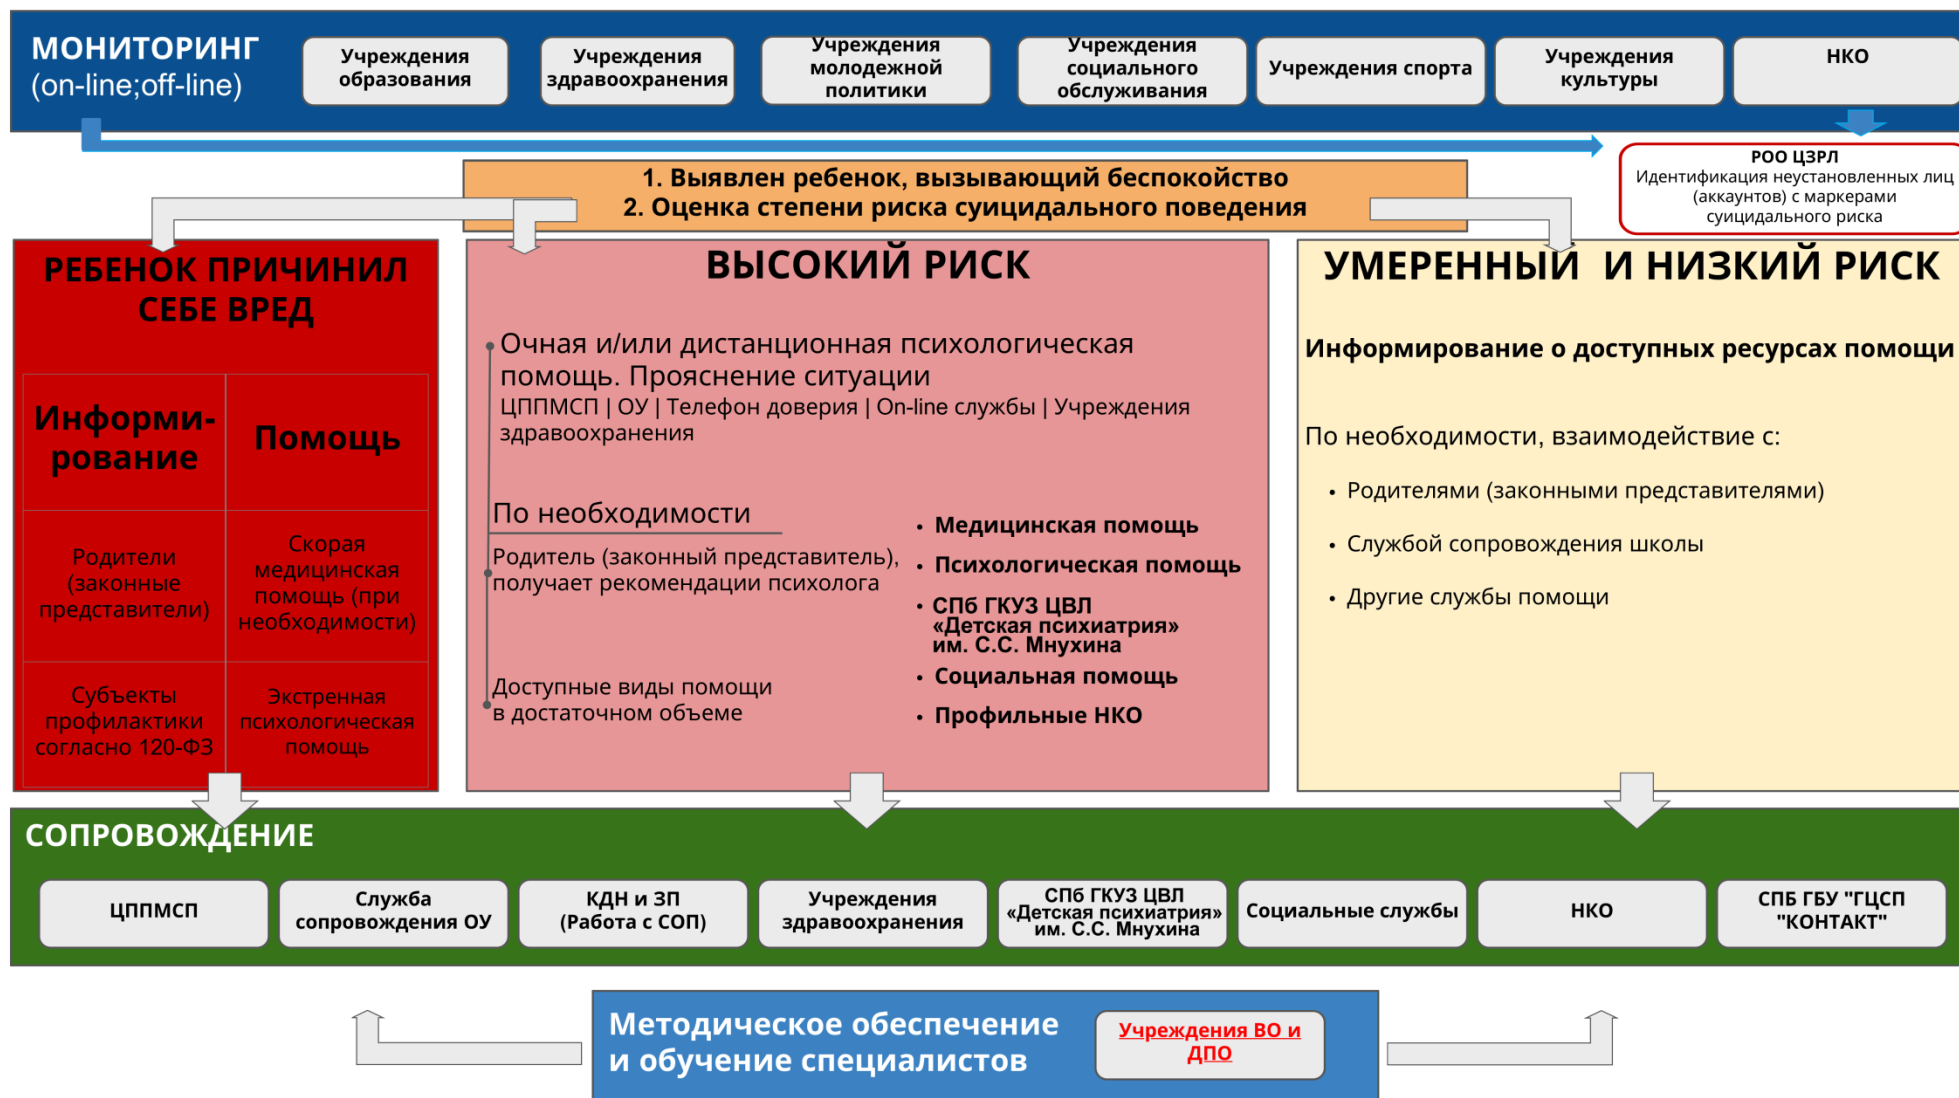 МОНИТОРИНГ
(on-line;off-line)
Учреждения
образования
Учреждения
здравоохранения
Учреждения
молодежной
политики
Учреждения
социального
обслуживания
Учреждения спорта
Учреждения
культуры
НКО
РОО ЦЗРЛ
Идентификация неустановленных лиц
(аккаунтов) с маркерами
суицидального риска
1. Выявлен ребенок, вызывающий беспокойство
2. Оценка степени риска суицидального поведения
РЕБЕНОК ПРИЧИНИЛ
СЕБЕ ВРЕД
Информи-
рование
Помощь
Родители
(законные
представители)
Скорая
медицинская
помощь (при
необходимости)
Субъекты
профилактики
согласно 120-ФЗ
Экстренная
психологическая
помощь
ВЫСОКИЙ РИСК
Очная и/или дистанционная психологическая
помощь. Прояснение ситуации
ЦППМСП | ОУ | Телефон доверия | On-line службы | Учреждения
здравоохранения
По необходимости
Родитель (законный представитель),
получает рекомендации психолога
Доступные виды помощи
в достаточном объеме
• Медицинская помощь
• Психологическая помощь
• СПб ГКУЗ ЦВЛ
«Детская психиатрия»
им. С.С. Мнухина
• Социальная помощь
• Профильные НКО
УМЕРЕННЫЙ И НИЗКИЙ РИСК
Информирование о доступных ресурсах помощи
По необходимости, взаимодействие с:
• Родителями (законными представителями)
• Службой сопровождения школы
• Другие службы помощи
СОПРОВОЖДЕНИЕ
ЦППМСП
Служба
сопровождения ОУ
КДН и ЗП
(Работа с СОП)
Учреждения
здравоохранения
СПб ГКУЗ ЦВЛ
«Детская психиатрия»
им. С.С. Мнухина
Социальные службы
НКО
СПБ ГБУ "ГЦСП
"КОНТАКТ"
Методическое обеспечение
и обучение специалистов
Учреждения ВО и
ДПО